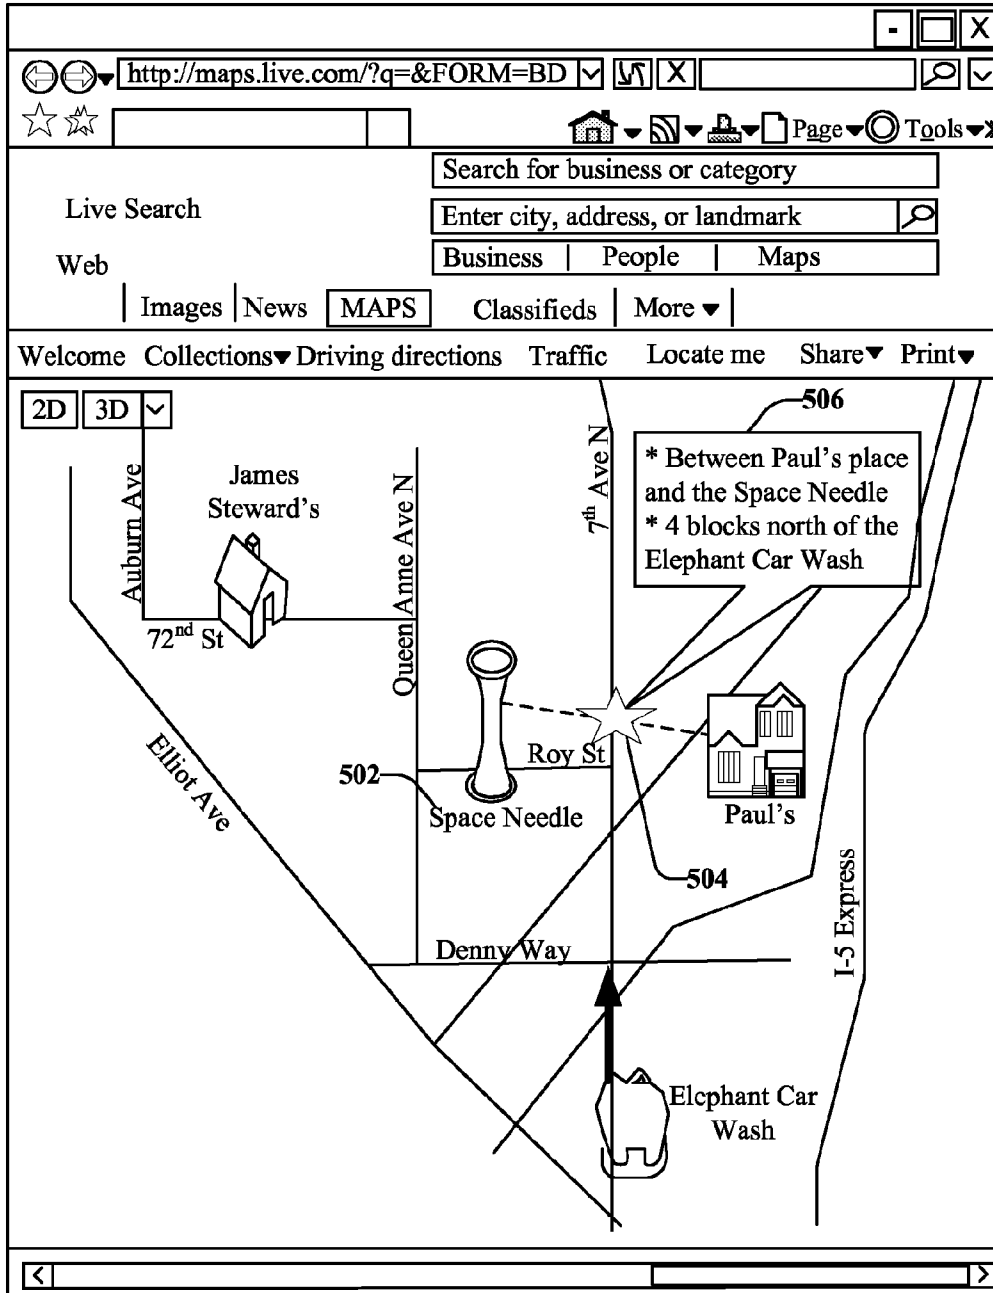 - X
http://maps.live.com/?q=&FORM=BD X
Page Tools
Search for business or category
Live Search
Enter city, address, or landmark
Web
Business | People | Maps
Images | News MAPS Classifieds More
Welcome Collections Driving directions Traffic Locate me Share Print
2D 3D
506
Auburn Ave
James
Steward's
Queen Anne Ave N
7th Ave N
* Between Paul's place
and the Space Needle
* 4 blocks north of the
Elephant Car Wash
72nd St
Elliot Ave
Roy St
502
Space Needle
Paul's
504
I-5 Express
Denny Way
Elephant Car
Wash